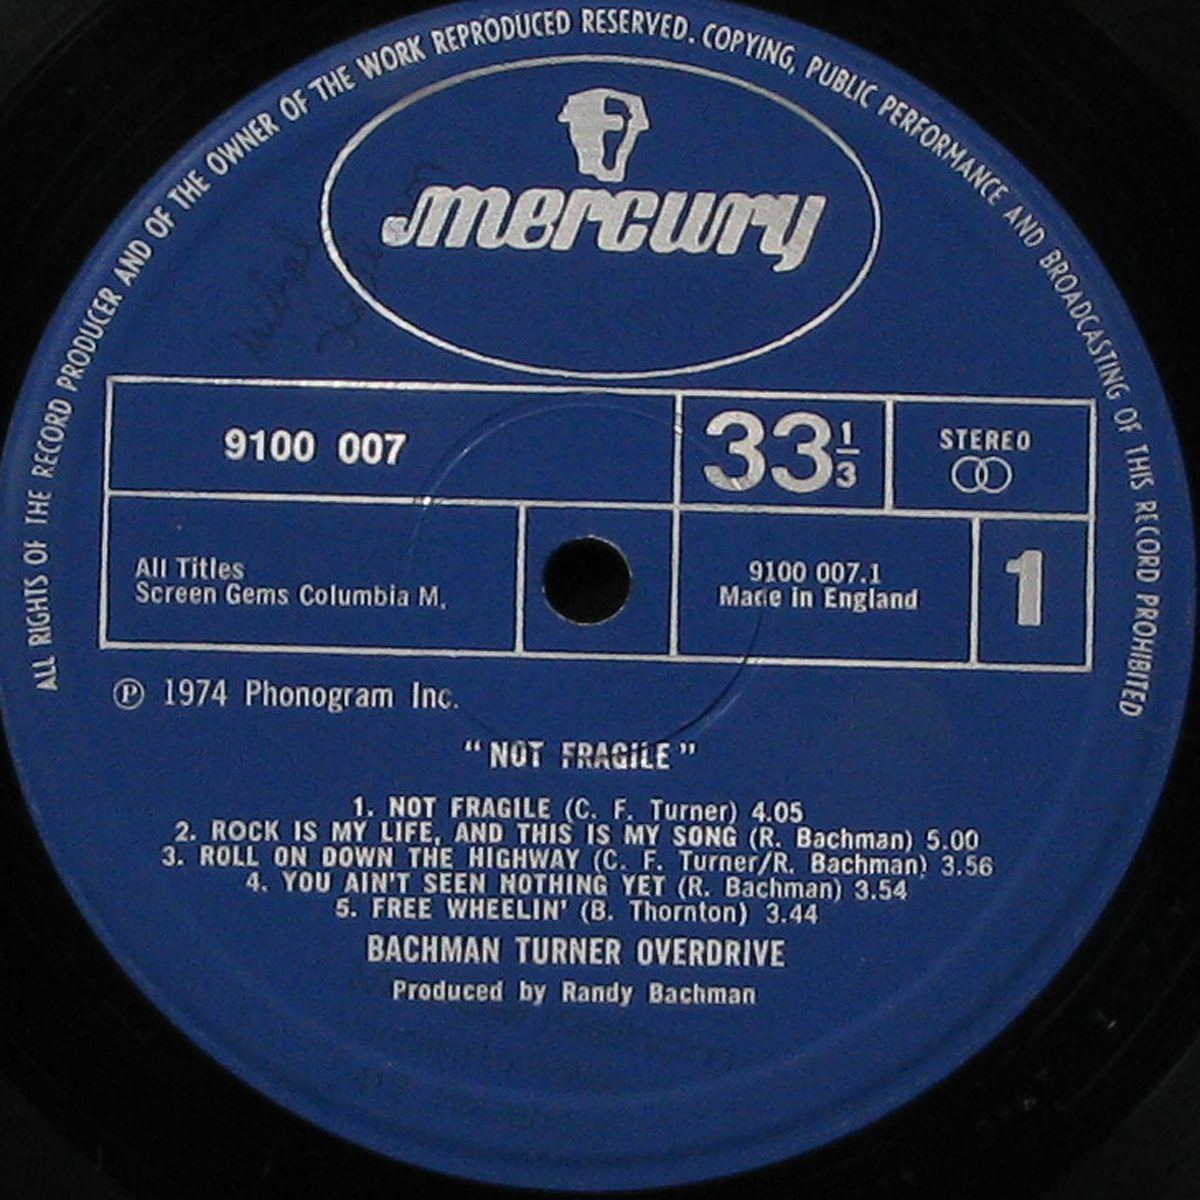 ALL RIGHTS OF THE RECORD PRODUCER AND OF THE OWNER OF THE WORK REPRODUCED RESERVED. COPYING, PUBLIC PERFORMANCE AND BROADCASTING OF THIS RECORD PROHIBITED
mercury
9100 007
33 1/3
STEREO
All Titles
Screen Gems Columbia M.
9100 007.1
Made in England
1
Ⓟ 1974 Phonogram Inc.
"NOT FRAGILE"
1. NOT FRAGILE (C. F. Turner) 4.05
2. ROCK IS MY LIFE, AND THIS IS MY SONG (R. Bachman) 5.00
3. ROLL ON DOWN THE HIGHWAY (C. F. Turner/R. Bachman) 3.56
4. YOU AIN'T SEEN NOTHING YET (R. Bachman) 3.54
5. FREE WHEELIN' (B. Thornton) 3.44
BACHMAN TURNER OVERDRIVE
Produced by Randy Bachman